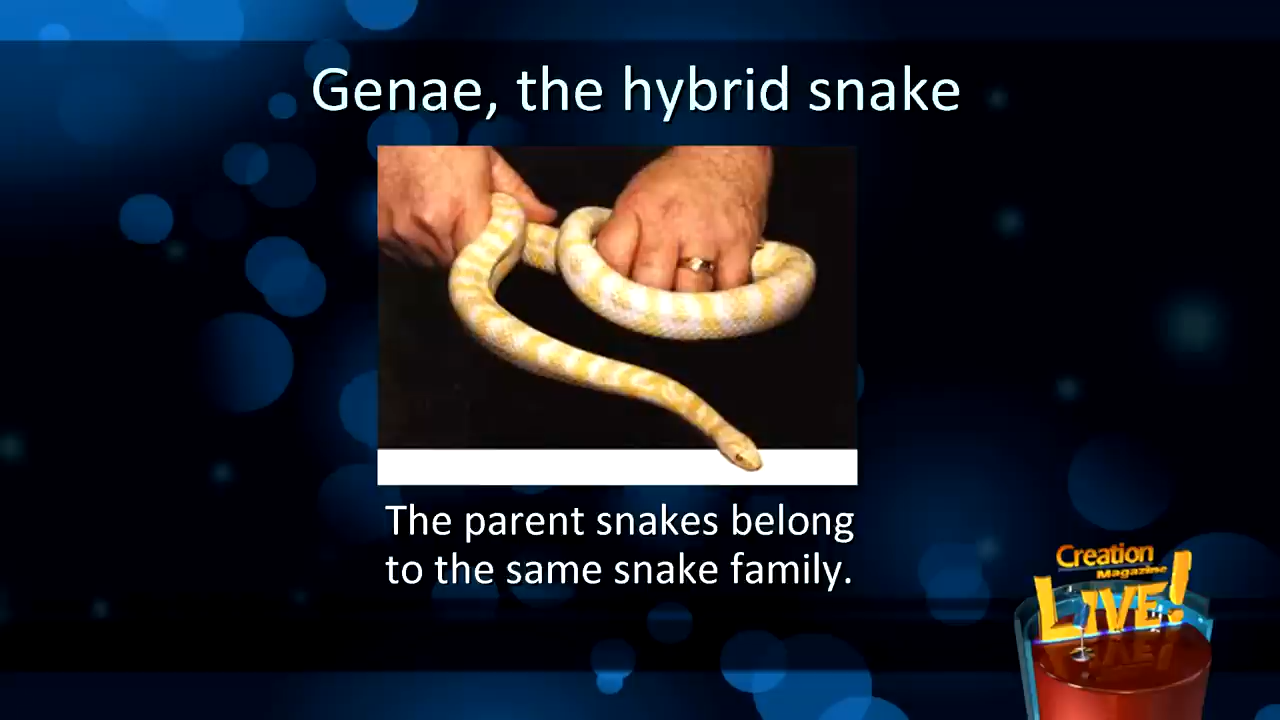 Genae, the hybrid snake
The parent snakes belong
to the same snake family.
Creation
Magazine
LIVE!